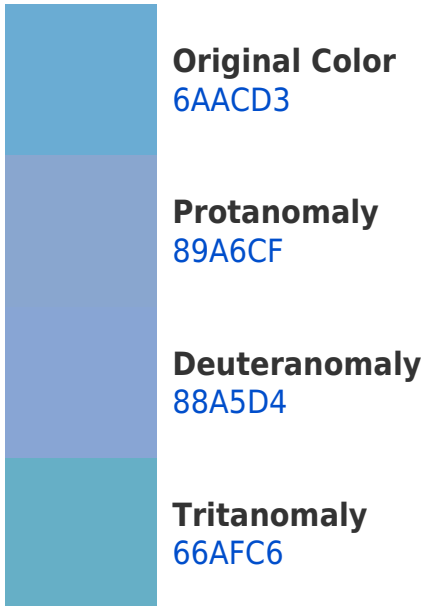 Original Color
6AACD3
Protanomaly
89A6CF
Deuteranomaly
88A5D4
Tritanomaly
66AFC6